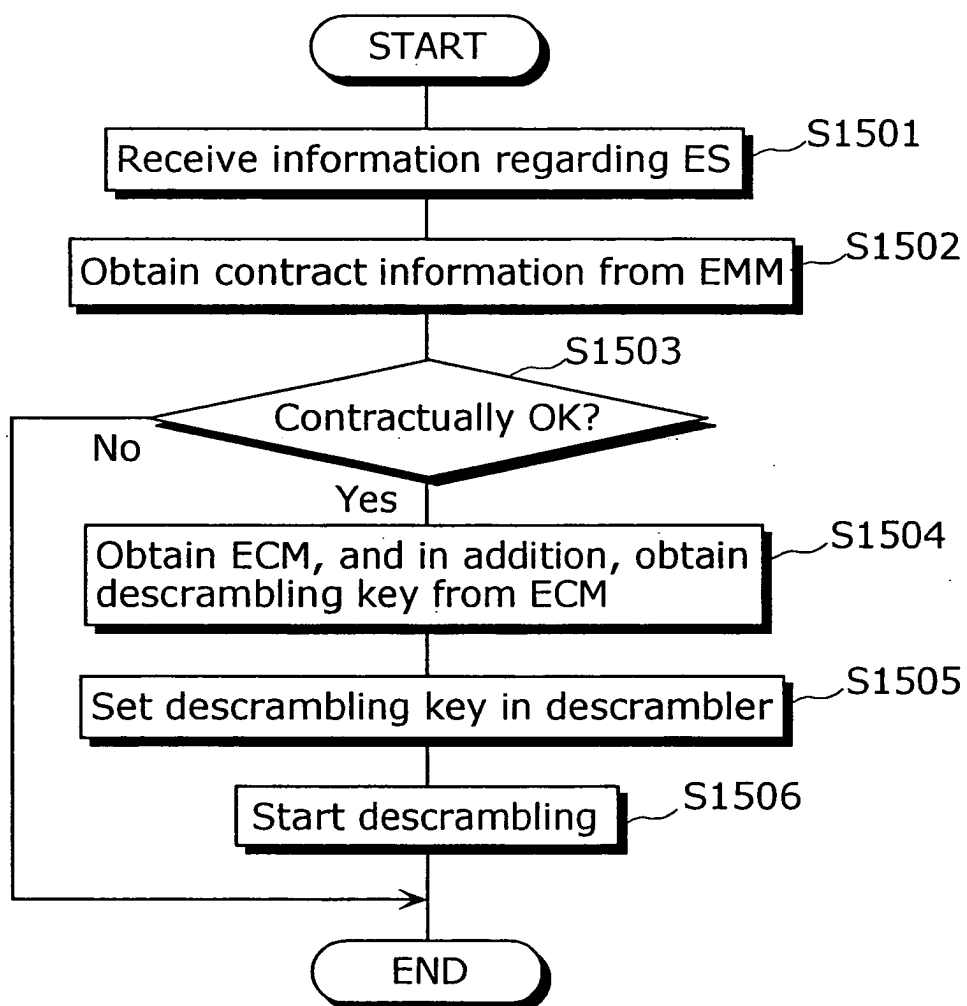 START
S1501
Receive information regarding ES
S1502
Obtain contract information from EMM
S1503
Contractually OK?
No
Yes
S1504
Obtain ECM, and in addition, obtain
descrambling key from ECM
S1505
Set descrambling key in descrambler
S1506
Start descrambling
END